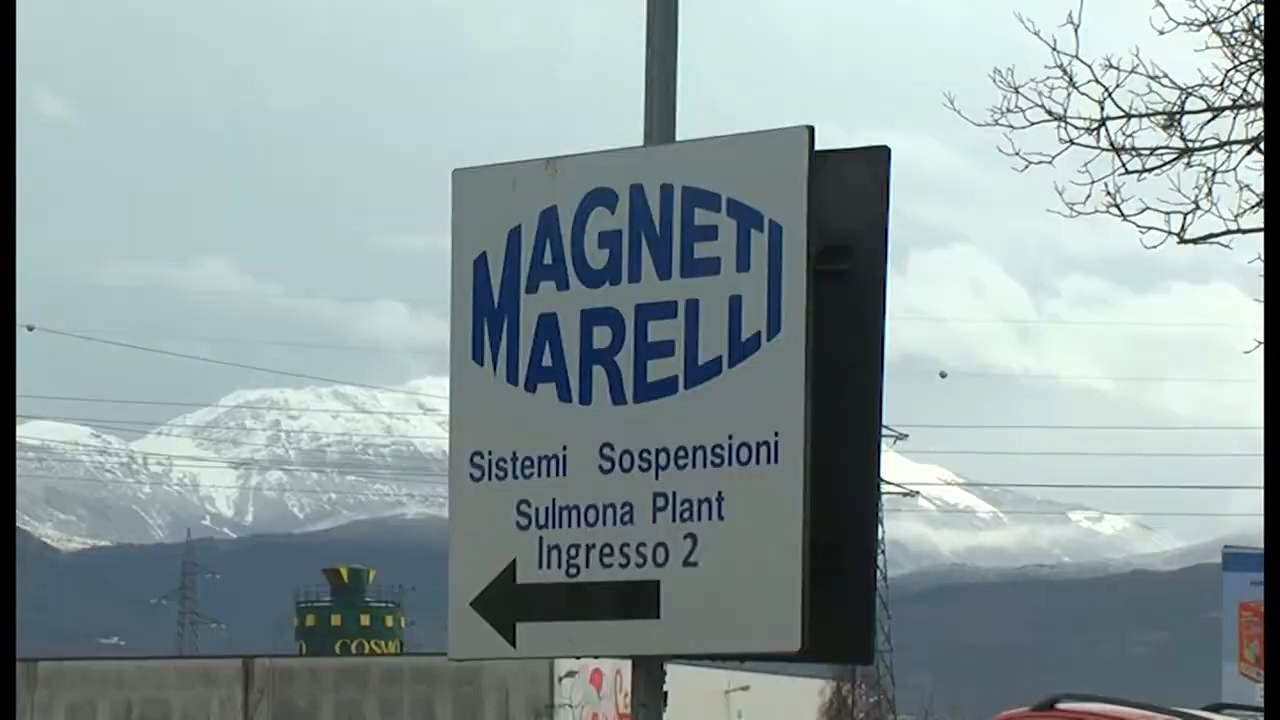 MAGNETI
MARELLI
Sistemi Sospensioni
Sulmona Plant
Ingresso 2
COSMO